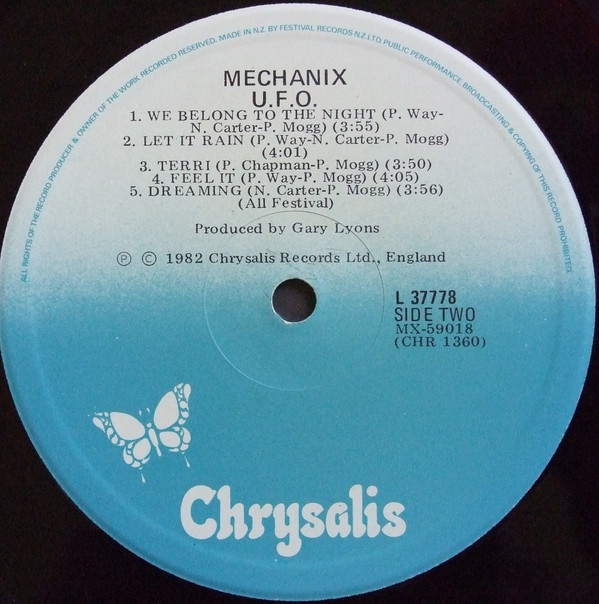 ALL RIGHTS OF THE RECORD PRODUCER & OWNER OF THE WORK RECORDED RESERVED. MADE IN N.Z. BY FESTIVAL RECORDS N.Z. LTD. PUBLIC PERFORMANCE BROADCASTING & COPYING OF THIS RECORD PROHIBITED.
MECHANIX
U.F.O.
1. WE BELONG TO THE NIGHT (P. Way-
N. Carter-P. Mogg) (3:55)
2. LET IT RAIN (P. Way-N. Carter-P. Mogg)
(4:01)
3. TERRI (P. Chapman-P. Mogg) (3:50)
4. FEEL IT (P. Way-P. Mogg) (4:05)
5. DREAMING (N. Carter-P. Mogg) (3:56)
(All Festival)
Produced by Gary Lyons
℗ © 1982 Chrysalis Records Ltd., England
L 37778
SIDE TWO
MX-59018
(CHR 1360)
Chrysalis